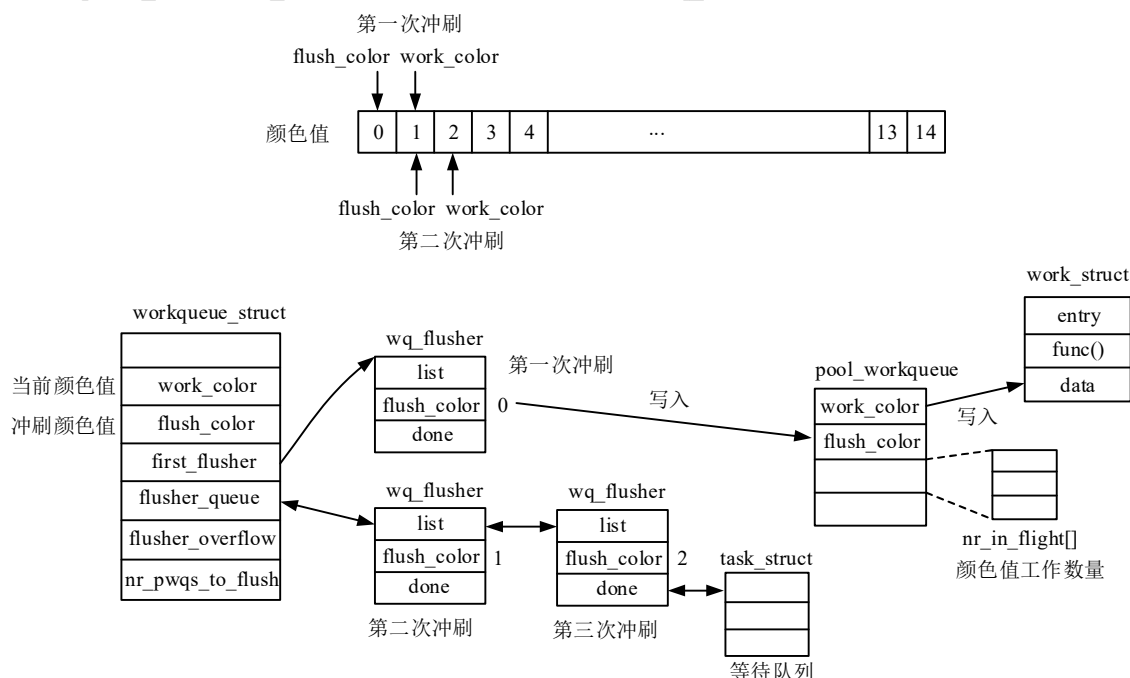 第一次冲刷
flush_color work_color
颜色值 0 1 2 3 4 ... 13 14
flush_color work_color
第二次冲刷
work_struct
entry
func()
data
workqueue_struct
当前颜色值 work_color
冲刷颜色值 flush_color
first_flusher
flusher_queue
flusher_overflow
nr_pwqs_to_flush
wq_flusher
list
flush_color 0
done
第一次冲刷
写入
pool_workqueue
work_color
flush_color
写入
nr_in_flight[]
颜色值工作数量
wq_flusher
list
flush_color 1
done
第二次冲刷
wq_flusher
list
flush_color 2
done
第三次冲刷
task_struct
等待队列